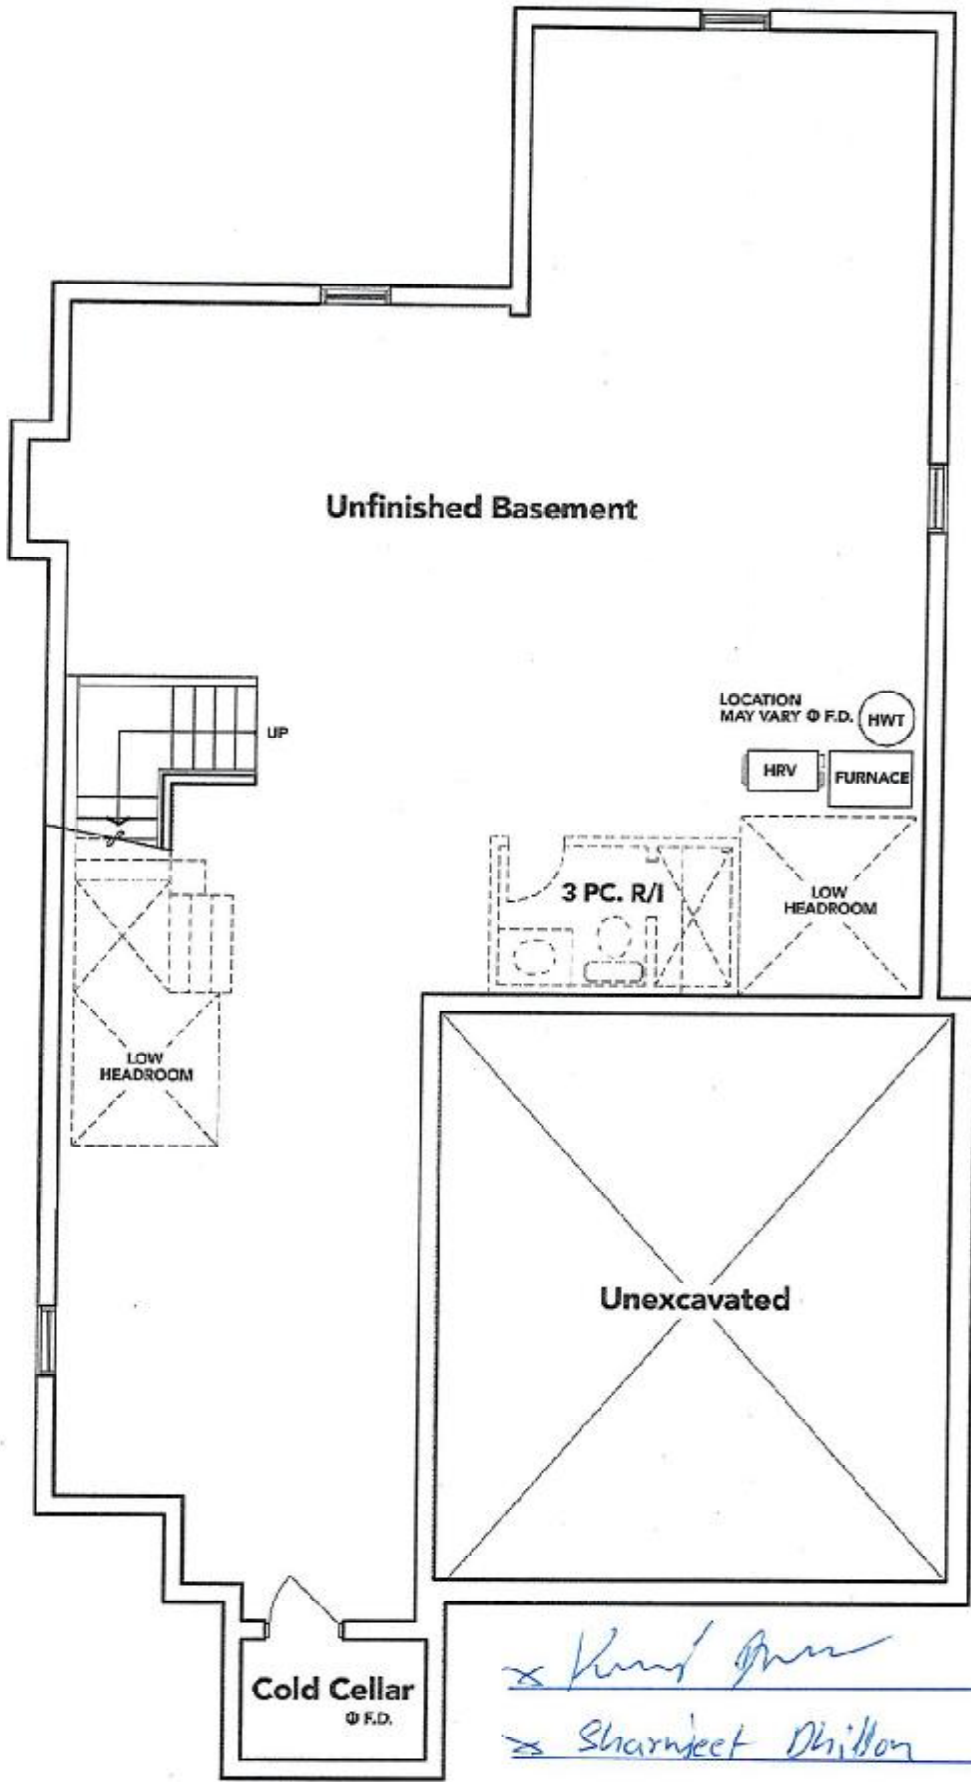 Unfinished Basement
UP
LOCATION
MAY VARY Φ F.D.
HWT
HRV
FURNACE
3 PC. R/I
LOW
HEADROOM
LOW
HEADROOM
Unexcavated
Cold Cellar
Φ F.D.
x
x Sharnjeet Dhillon